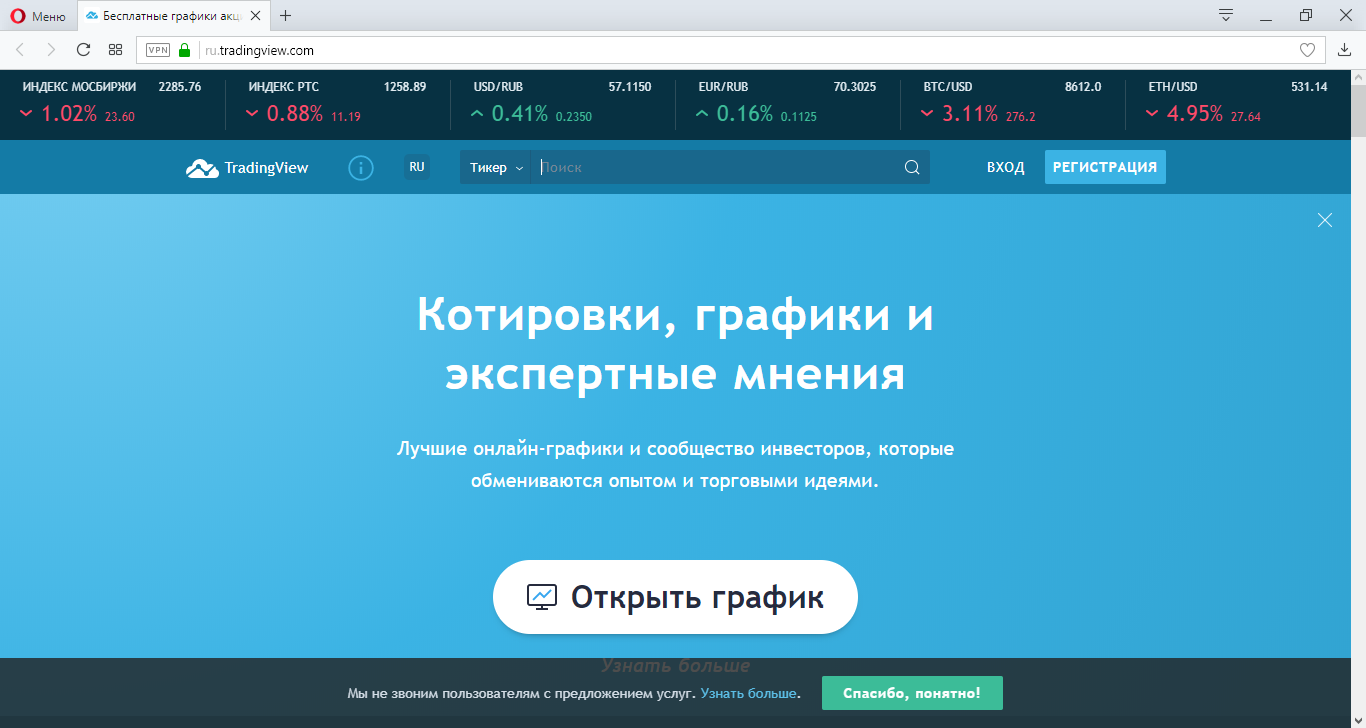 Меню
Бесплатные графики акц
VPN
ru.tradingview.com
ИНДЕКС МОСБИРЖИ 2285.76
1.02% 23.60
ИНДЕКС РТС 1258.89
0.88% 11.19
USD/RUB 57.1150
0.41% 0.2350
EUR/RUB 70.3025
0.16% 0.1125
BTC/USD 8612.0
3.11% 276.2
ETH/USD 531.14
4.95% 27.64
TradingView
RU
Тикер
Поиск
ВХОД
РЕГИСТРАЦИЯ
Котировки, графики и
экспертные мнения
Лучшие онлайн-графики и сообщество инвесторов, которые
обмениваются опытом и торговыми идеями.
Открыть график
Узнать больше
Мы не звоним пользователям с предложением услуг. Узнать больше.
Спасибо, понятно!